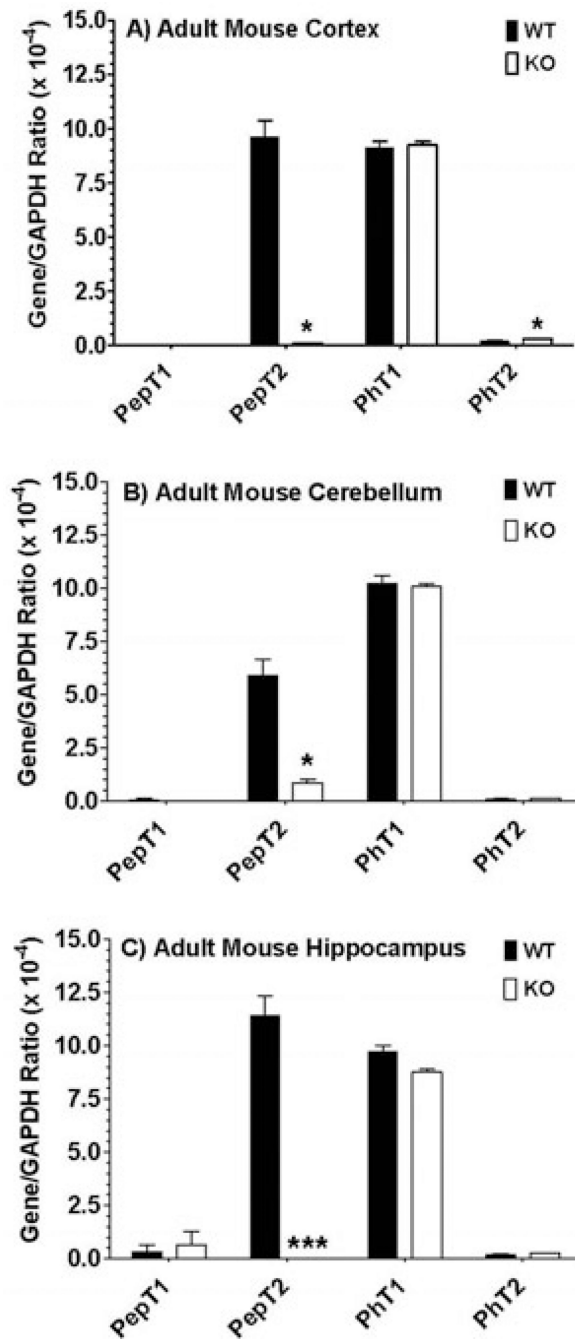 A) Adult Mouse Cortex
WT
KO
Gene/GAPDH Ratio (x 10⁻⁴)
15.0
12.5
10.0
7.5
5.0
2.5
0.0
*
*
PepT1
PepT2
PhT1
PhT2
B) Adult Mouse Cerebellum
WT
KO
Gene/GAPDH Ratio (x 10⁻⁴)
15.0
12.5
10.0
7.5
5.0
2.5
0.0
*
PepT1
PepT2
PhT1
PhT2
C) Adult Mouse Hippocampus
WT
KO
Gene/GAPDH Ratio (x 10⁻⁴)
15.0
12.5
10.0
7.5
5.0
2.5
0.0
***
PepT1
PepT2
PhT1
PhT2